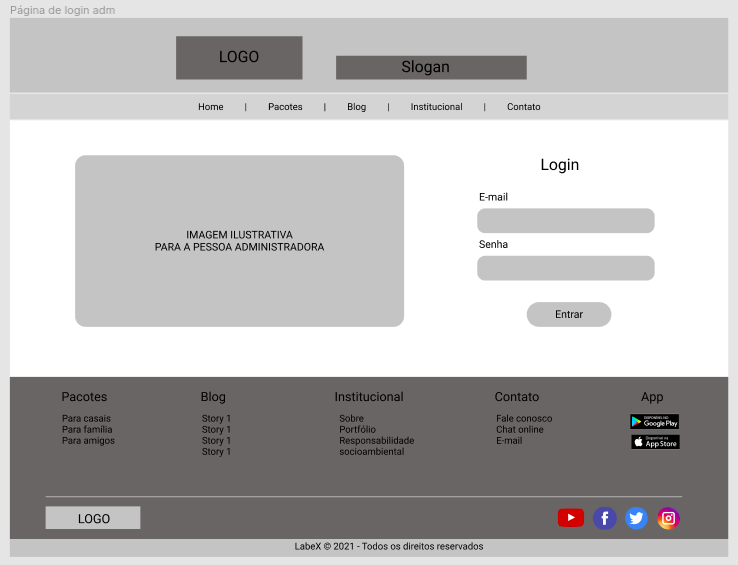 Página de login adm
LOGO
Slogan
Home | Pacotes | Blog | Institucional | Contato
IMAGEM ILUSTRATIVA
PARA A PESSOA ADMINISTRADORA
Login
E-mail
Senha
Entrar
Pacotes
Para casais
Para família
Para amigos
Blog
Story 1
Story 1
Story 1
Story 1
Institucional
Sobre
Portfólio
Responsabilidade
socioambiental
Contato
Fale conosco
Chat online
E-mail
App
DISPONÍVEL NO
Google Play
Disponível na
App Store
LOGO
LabeX © 2021 - Todos os direitos reservados